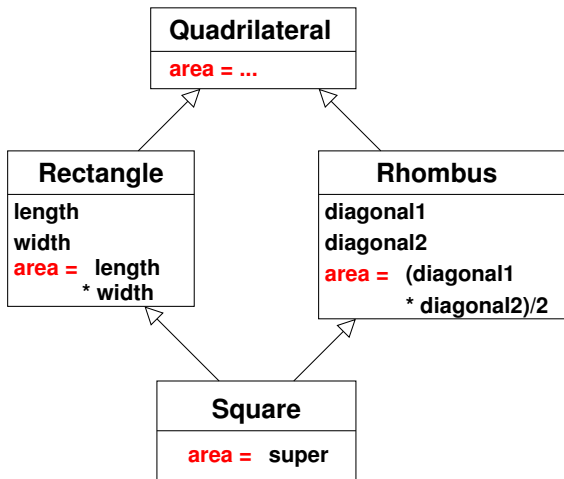 Quadrilateral
area = ...
Rectangle
length
width
area = length
* width
Rhombus
diagonal1
diagonal2
area = (diagonal1
* diagonal2)/2
Square
area = super